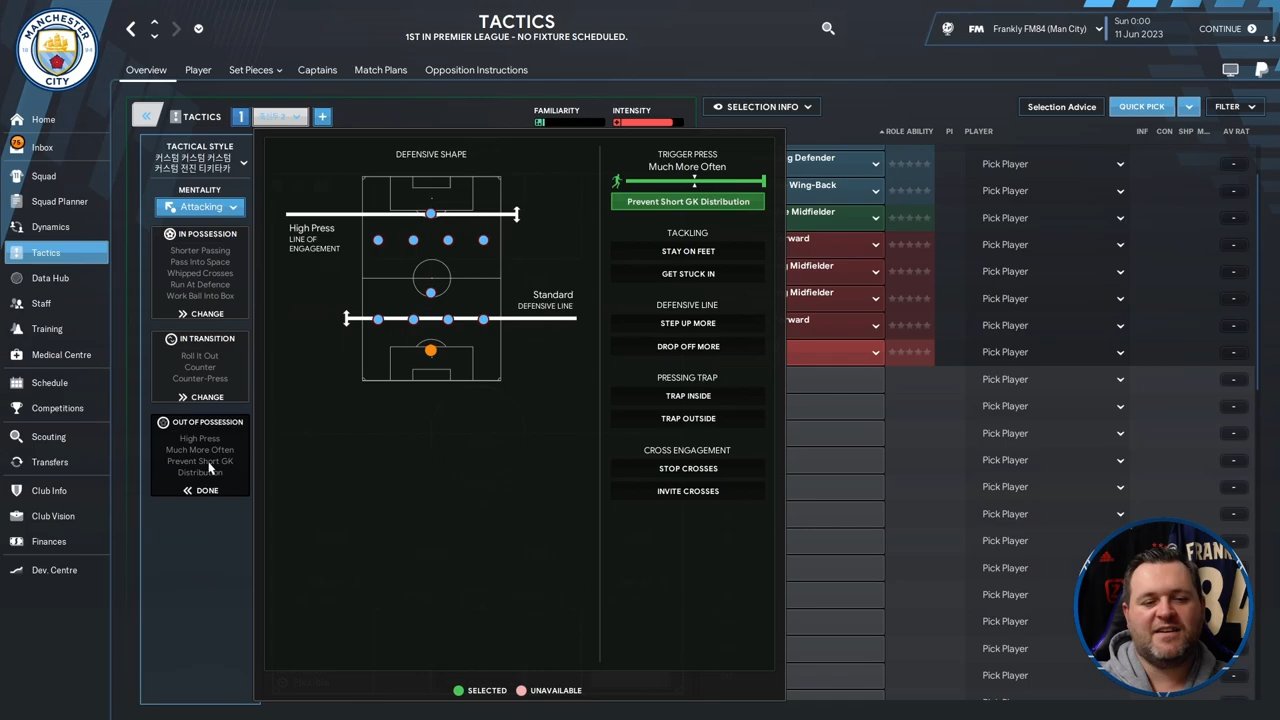 MANCHESTER
18 94
CITY
TACTICS
1ST IN PREMIER LEAGUE - NO FIXTURE SCHEDULED.
FM Frankly FM84 (Man City)
Sun 0:00
11 Jun 2023
CONTINUE
3
Overview
Player
Set Pieces
Captains
Match Plans
Opposition Instructions
Home
75
Inbox
Squad
Squad Planner
Dynamics
Tactics
Data Hub
Staff
Training
Medical Centre
Schedule
Competitions
Scouting
Transfers
Club Info
Club Vision
Finances
Dev. Centre
TACTICS
1
FAMILIARITY
INTENSITY
SELECTION INFO
Selection Advice
QUICK PICK
FILTER
TACTICAL STYLE
커스텀 커스텀 커스텀
커스텀 전진 티키타카
MENTALITY
Attacking
IN POSSESSION
Shorter Passing
Pass Into Space
Whipped Crosses
Run At Defence
Work Ball Into Box
CHANGE
IN TRANSITION
Roll It Out
Counter
Counter-Press
CHANGE
OUT OF POSSESSION
High Press
Much More Often
Prevent Short GK
Distribution
DONE
DEFENSIVE SHAPE
High Press
LINE OF
ENGAGEMENT
Standard
DEFENSIVE LINE
TRIGGER PRESS
Much More Often
Prevent Short GK Distribution
TACKLING
STAY ON FEET
GET STUCK IN
DEFENSIVE LINE
STEP UP MORE
DROP OFF MORE
PRESSING TRAP
TRAP INSIDE
TRAP OUTSIDE
CROSS ENGAGEMENT
STOP CROSSES
INVITE CROSSES
SELECTED
UNAVAILABLE
ROLE ABILITY
PI
PLAYER
INF
CON
SHP
M...
AV RAT
g Defender
Pick Player
-
Wing-Back
Pick Player
-
e Midfielder
Pick Player
-
ward
Pick Player
-
g Midfielder
Pick Player
-
g Midfielder
Pick Player
-
ward
Pick Player
-
Pick Player
-
Pick Player
-
Pick Player
-
Pick Player
-
Pick Player
-
Pick Player
-
Pick Player
-
Pick Player
Pick Player
Pick Player
Pick Player
Pick Player
Pick Player
FRANK
84